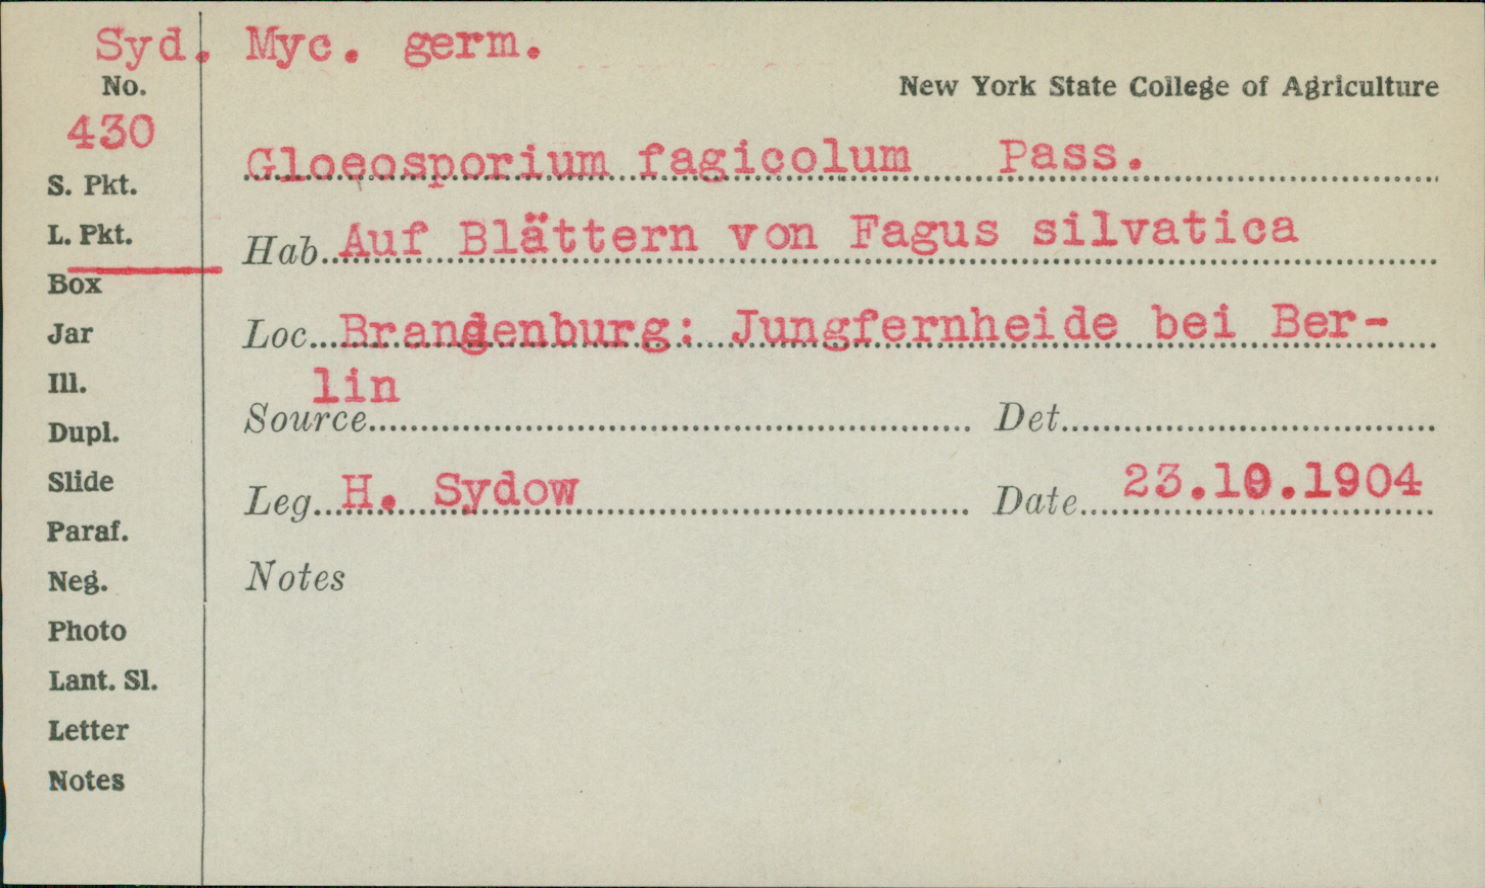 Syd. Myc. germ.
No.
New York State College of Agriculture
430
Gloeosporium fagicolum Pass.
S. Pkt.
L. Pkt.
Hab. Auf Blättern von Fagus silvatica
Box
Jar
Loc. Brandenburg: Jungfernheide bei Ber-
lin
Ill.
Source
Det.
Dupl.
Slide
Leg. H. Sydow
Date 23.10.1904
Paraf.
Neg.
Notes
Photo
Lant. Sl.
Letter
Notes